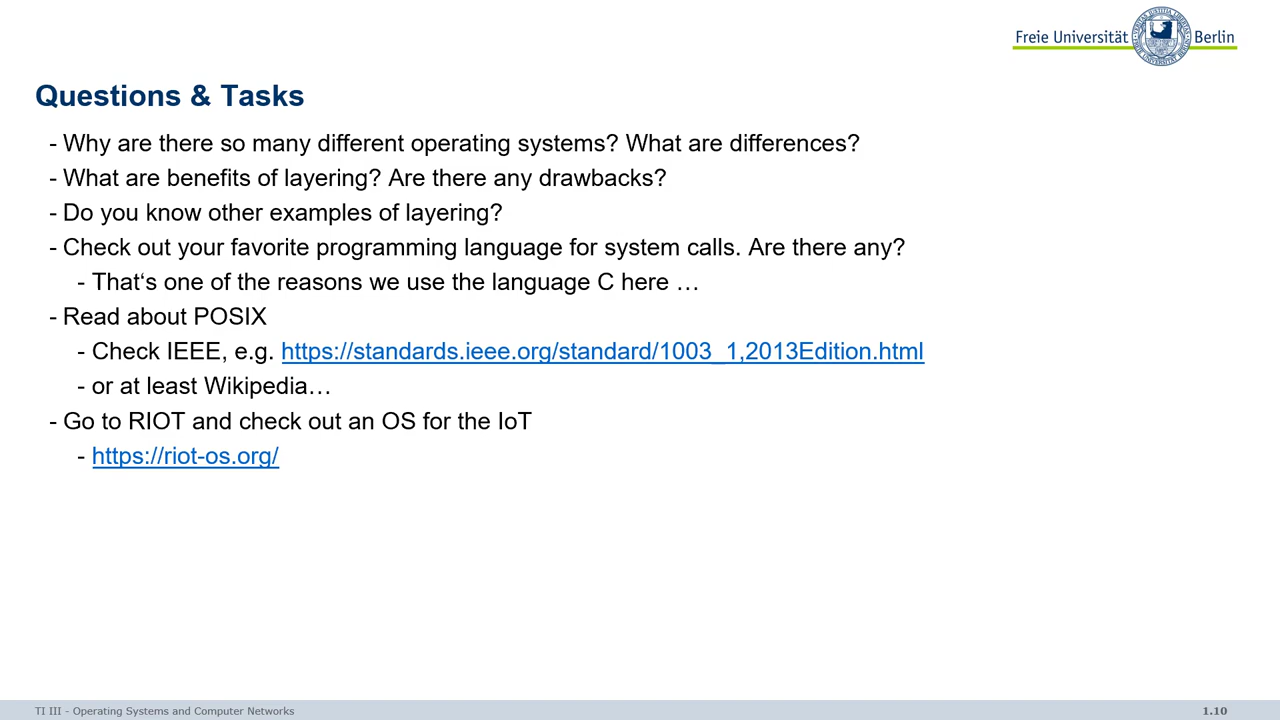 Freie Universität Berlin
Questions & Tasks
- Why are there so many different operating systems? What are differences?
- What are benefits of layering? Are there any drawbacks?
- Do you know other examples of layering?
- Check out your favorite programming language for system calls. Are there any?
- That‘s one of the reasons we use the language C here …
- Read about POSIX
- Check IEEE, e.g. https://standards.ieee.org/standard/1003_1,2013Edition.html
- or at least Wikipedia…
- Go to RIOT and check out an OS for the IoT
- https://riot-os.org/
TI III - Operating Systems and Computer Networks
1.10